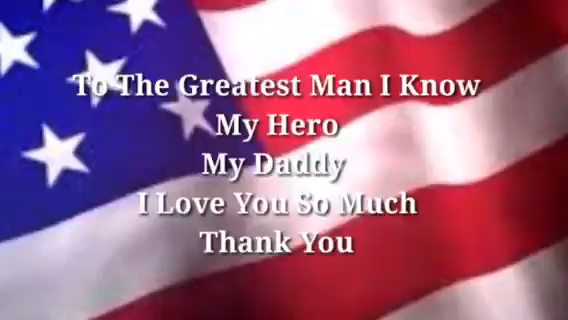 To The Greatest Man I Know
My Hero
My Daddy
I Love You So Much
Thank You